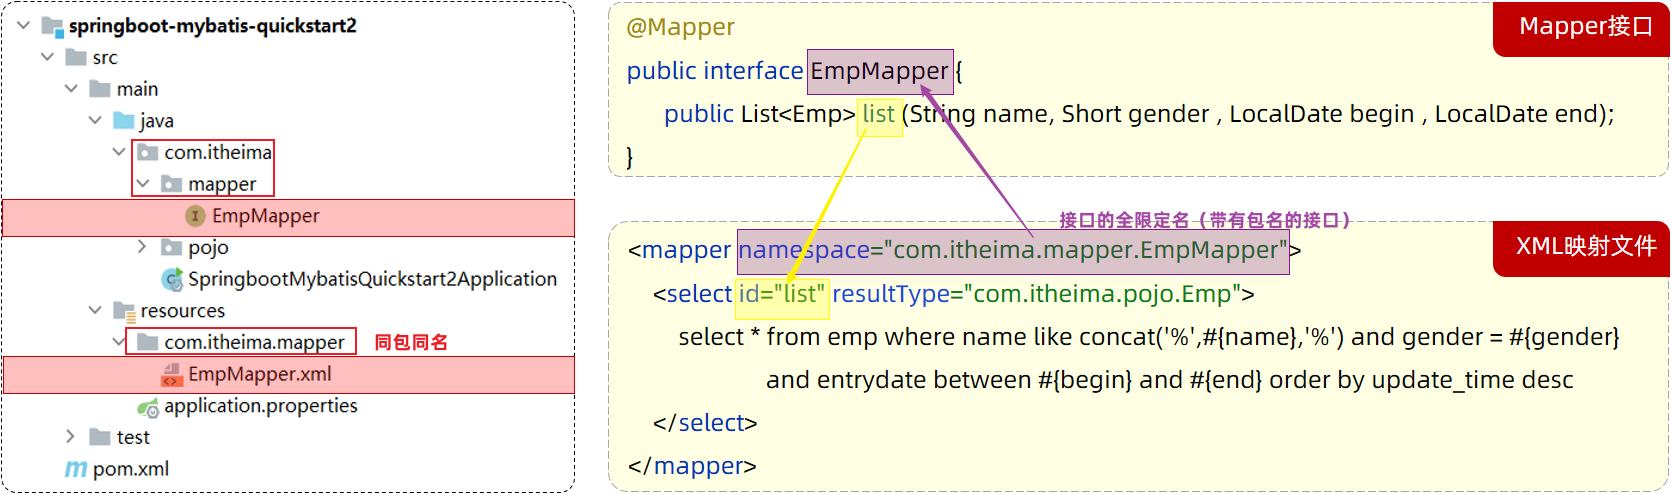 springboot-mybatis-quickstart2
src
main
java
com.itheima
mapper
EmpMapper
pojo
SpringbootMybatisQuickstart2Application
resources
com.itheima.mapper 同包同名
EmpMapper.xml
application.properties
test
pom.xml
Mapper接口
@Mapper
public interface EmpMapper {
public List<Emp> list (String name, Short gender , LocalDate begin , LocalDate end);
}
接口的全限定名（带有包名的接口）
XML映射文件
<mapper namespace="com.itheima.mapper.EmpMapper">
<select id="list" resultType="com.itheima.pojo.Emp">
select * from emp where name like concat('%',#{name},'%') and gender = #{gender}
and entrydate between #{begin} and #{end} order by update_time desc
</select>
</mapper>